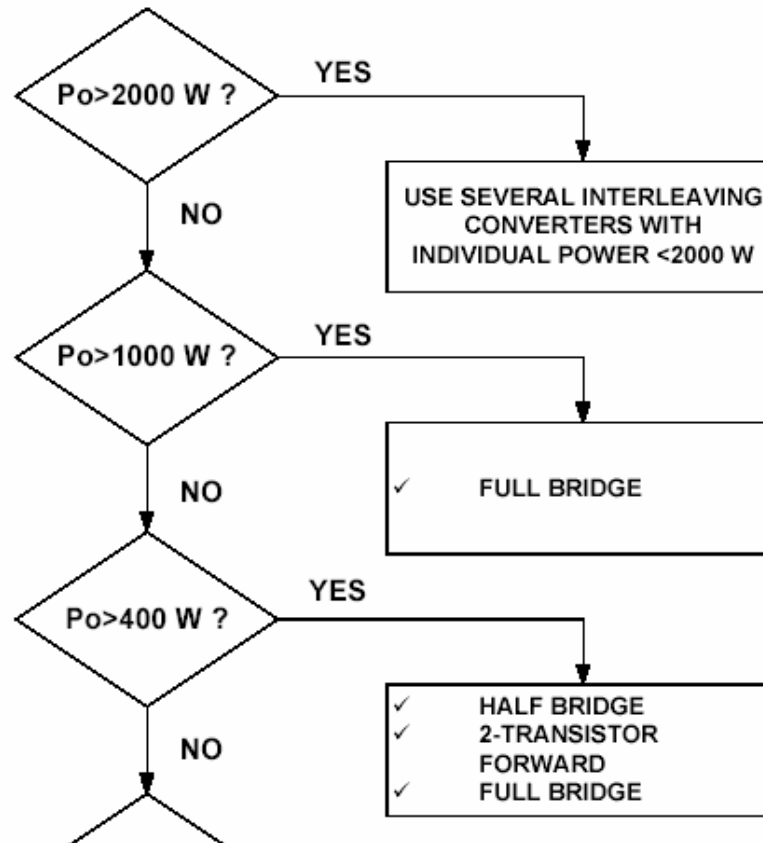 Po>2000 W ?
YES
USE SEVERAL INTERLEAVING
CONVERTERS WITH
INDIVIDUAL POWER <2000 W
NO
Po>1000 W ?
YES
✓ FULL BRIDGE
NO
Po>400 W ?
YES
✓ HALF BRIDGE
✓ 2-TRANSISTOR
FORWARD
✓ FULL BRIDGE
NO